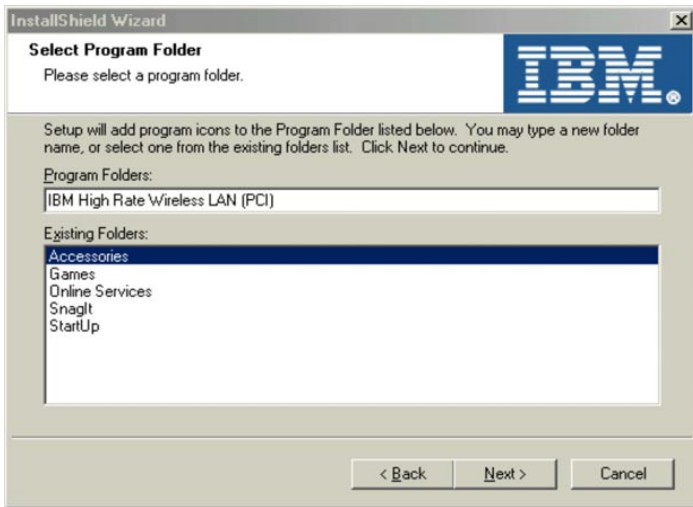 InstallShield Wizard
Select Program Folder
Please select a program folder.
IBM®
Setup will add program icons to the Program Folder listed below. You may type a new folder
name, or select one from the existing folders list. Click Next to continue.
Program Folders:
IBM High Rate Wireless LAN (PCI)
Existing Folders:
Accessories
Games
Online Services
SnagIt
StartUp
< Back
Next >
Cancel